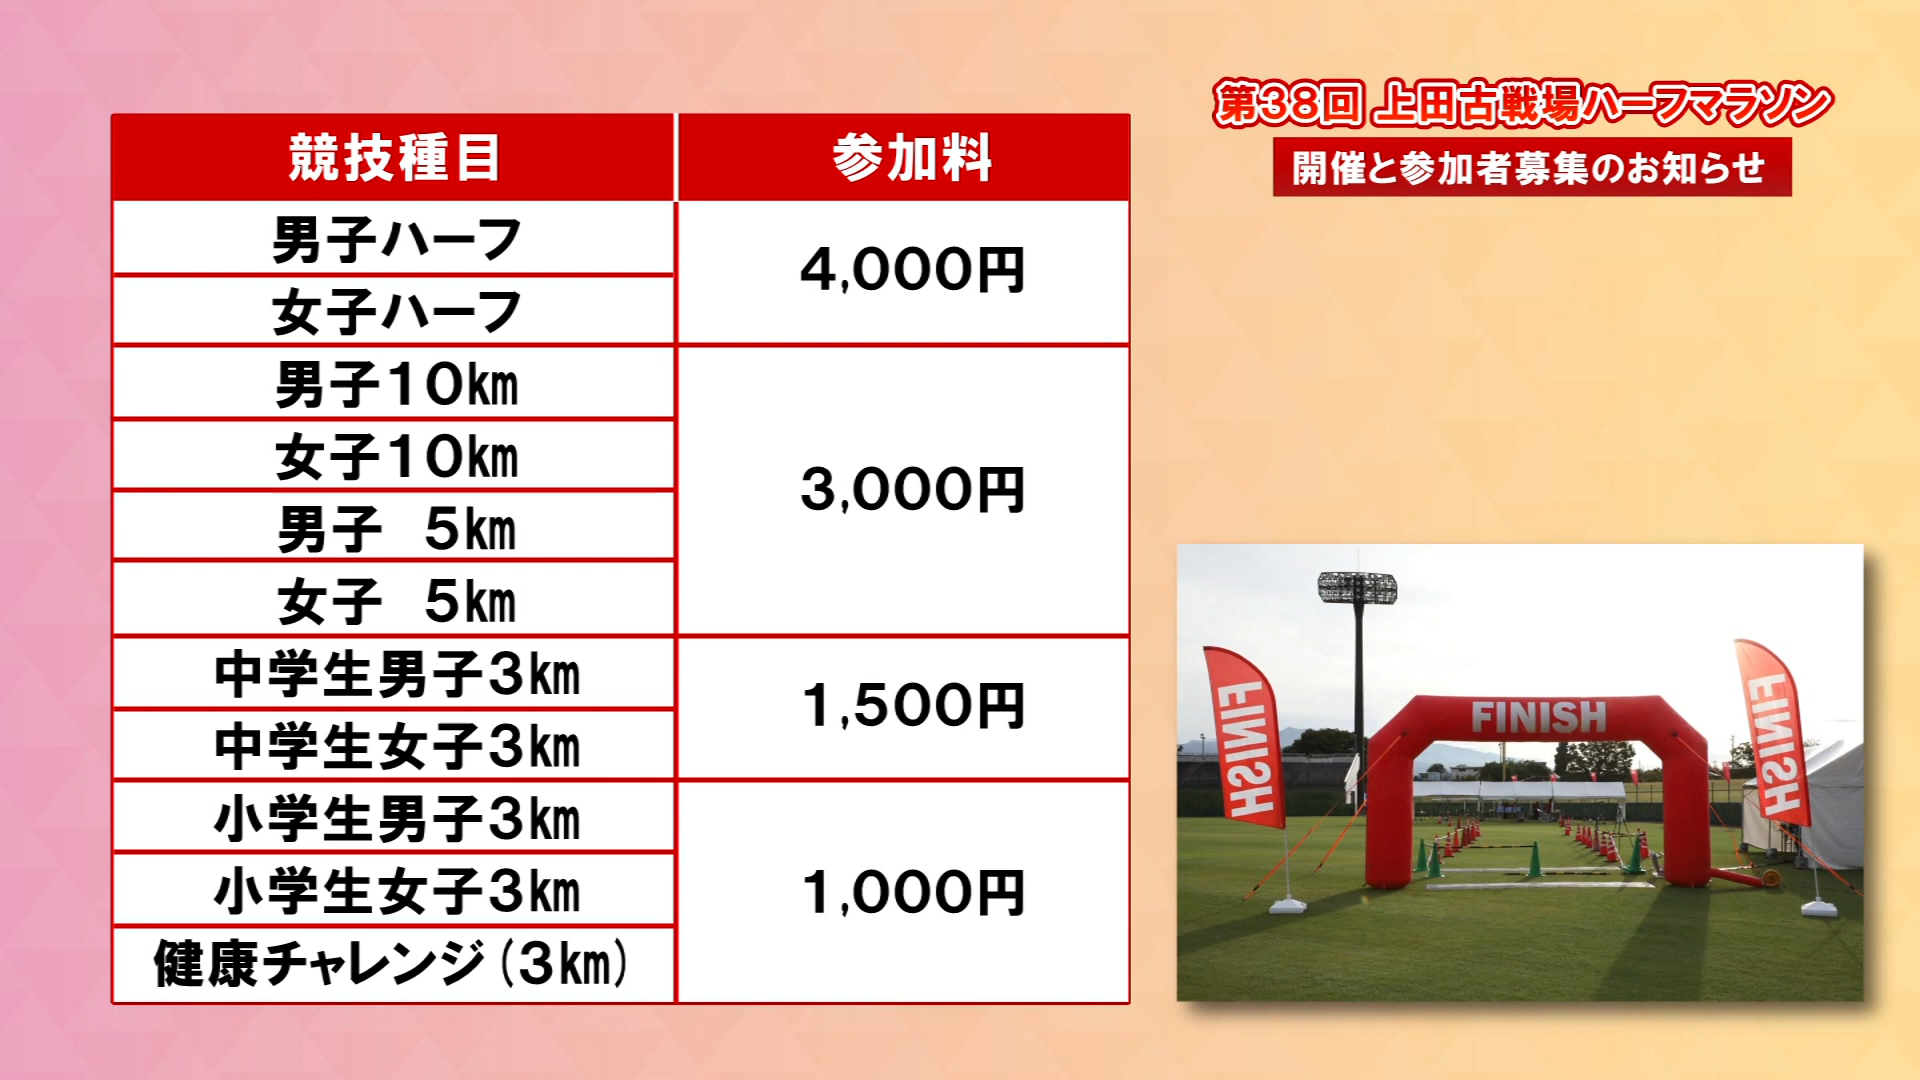 第38回 上田古戦場ハーフマラソン
開催と参加者募集のお知らせ
競技種目 参加料
男子ハーフ
女子ハーフ
4,000円
男子10㎞
女子10㎞
男子　5㎞
女子　5㎞
3,000円
中学生男子3㎞
中学生女子3㎞
1,500円
小学生男子3㎞
小学生女子3㎞
健康チャレンジ(3㎞)
1,000円
FINISH
FINISH
FINISH